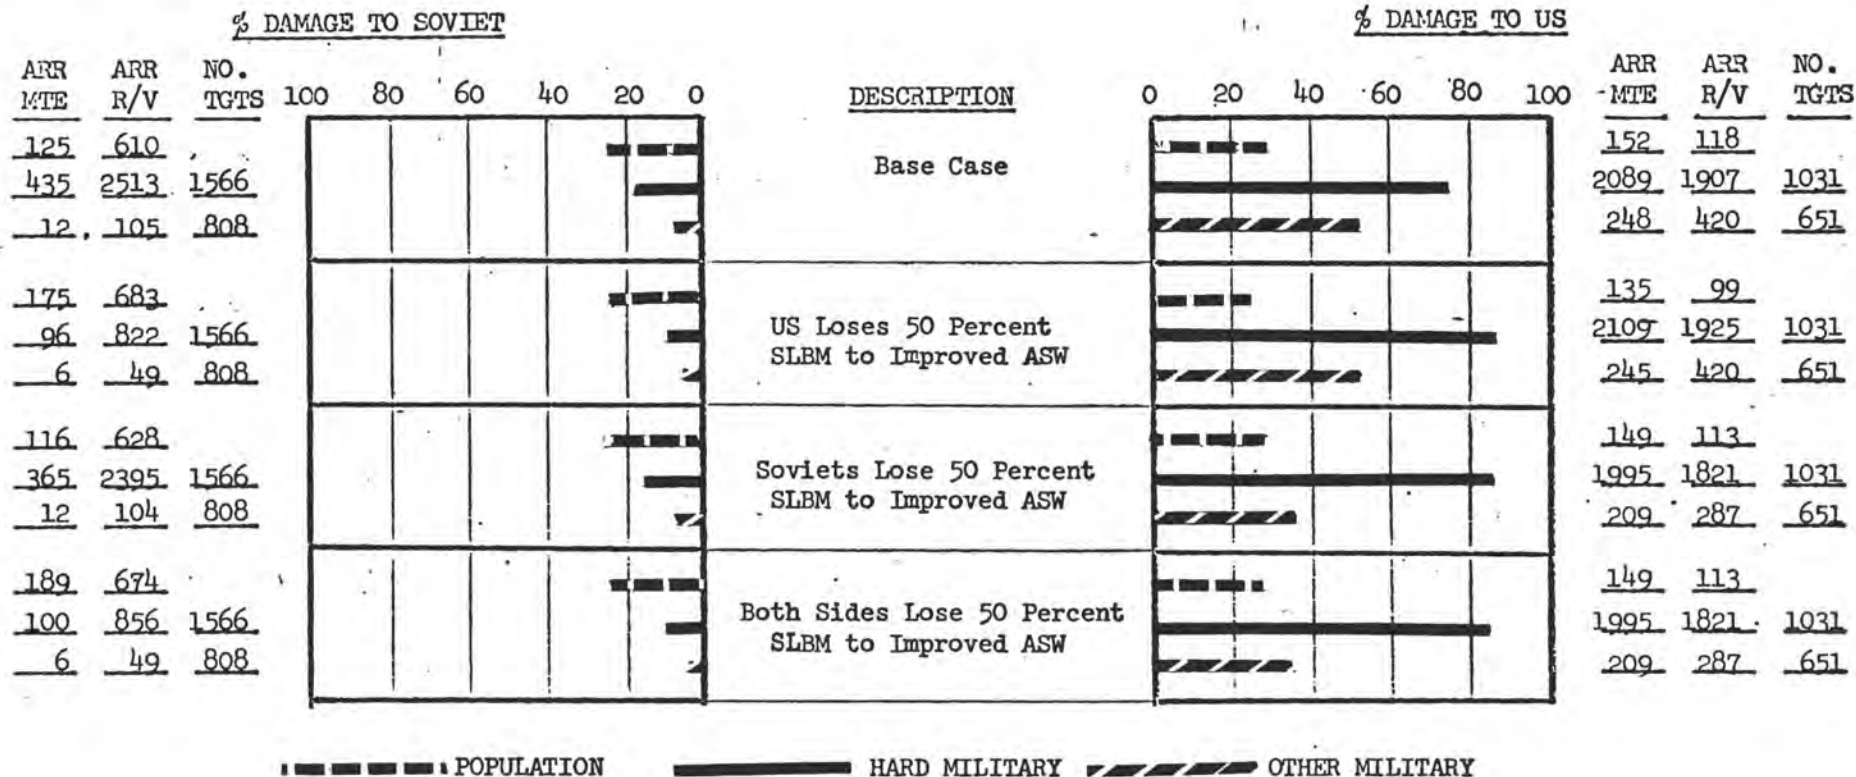 % DAMAGE TO SOVIET
% DAMAGE TO US
ARR ARR NO.
MTE R/V TGTS
100 80 60 40 20 0
DESCRIPTION
0 20 40 60 80 100
ARR ARR NO.
MTE R/V TGTS
125 610
435 2513 1566
12 105 808
Base Case
152 118
2089 1907 1031
248 420 651
175 683
96 822 1566
6 49 808
US Loses 50 Percent
SLBM to Improved ASW
135 99
2109 1925 1031
245 420 651
116 628
365 2395 1566
12 104 808
Soviets Lose 50 Percent
SLBM to Improved ASW
149 113
1995 1821 1031
209 287 651
189 674
100 856 1566
6 49 808
Both Sides Lose 50 Percent
SLBM to Improved ASW
149 113
1995 1821 1031
209 287 651
POPULATION HARD MILITARY OTHER MILITARY